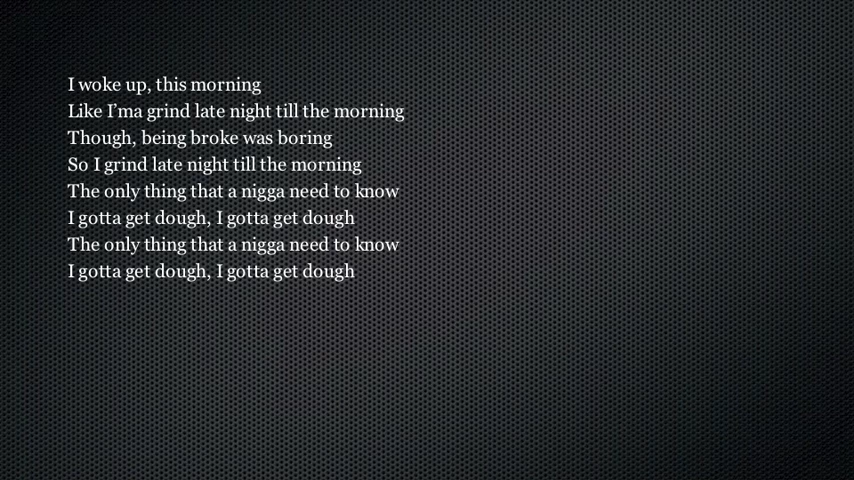 I woke up, this morning
Like I’ma grind late night till the morning
Though, being broke was boring
So I grind late night till the morning
The only thing that a nigga need to know
I gotta get dough, I gotta get dough
The only thing that a nigga need to know
I gotta get dough, I gotta get dough